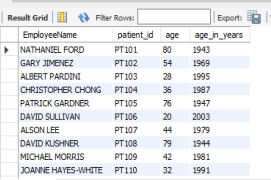 Result Grid Filter Rows: Export:
EmployeeName patient_id age age_in_years
NATHANIEL FORD PT101 80 1943
GARY JIMENEZ PT102 54 1969
ALBERT PARDINI PT103 28 1995
CHRISTOPHER CHONG PT104 36 1987
PATRICK GARDNER PT105 76 1947
DAVID SULLIVAN PT106 20 2003
ALSON LEE PT107 44 1979
DAVID KUSHNER PT108 79 1944
MICHAEL MORRIS PT109 42 1981
JOANNE HAYES-WHITE PT110 32 1991